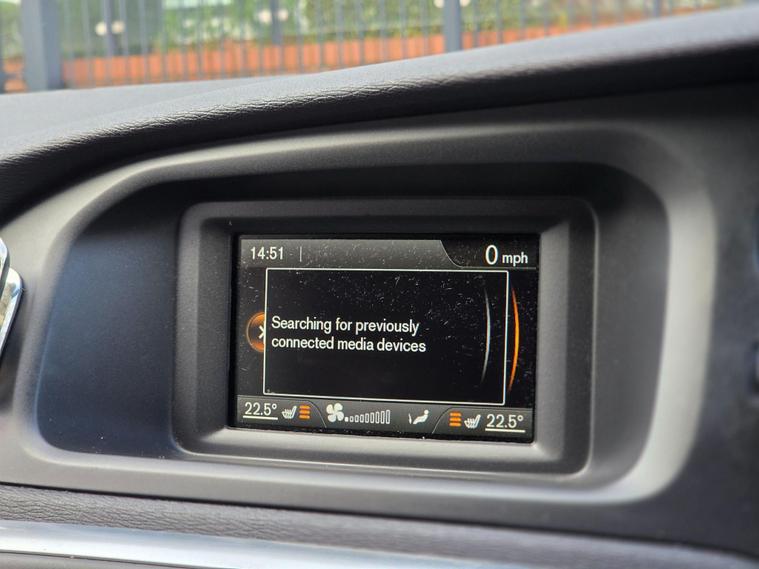 14:51
0 mph
Searching for previously
connected media devices
22.5°
22.5°